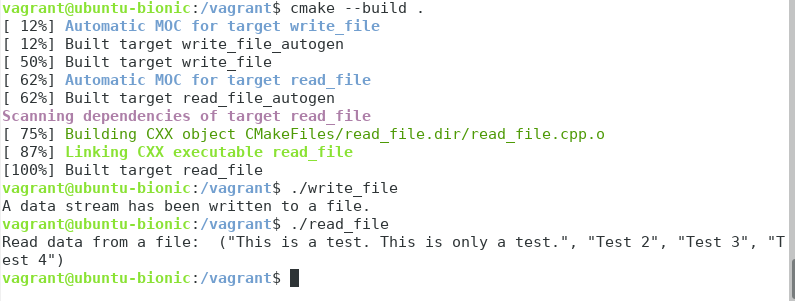 vagrant@ubuntu-bionic:/vagrant$ cmake --build .
[ 12%] Automatic MOC for target write_file
[ 12%] Built target write_file_autogen
[ 50%] Built target write_file
[ 62%] Automatic MOC for target read_file
[ 62%] Built target read_file_autogen
Scanning dependencies of target read_file
[ 75%] Building CXX object CMakeFiles/read_file.dir/read_file.cpp.o
[ 87%] Linking CXX executable read_file
[100%] Built target read_file
vagrant@ubuntu-bionic:/vagrant$ ./write_file
A data stream has been written to a file.
vagrant@ubuntu-bionic:/vagrant$ ./read_file
Read data from a file:  ("This is a test. This is only a test.", "Test 2", "Test 3", "T
est 4")
vagrant@ubuntu-bionic:/vagrant$